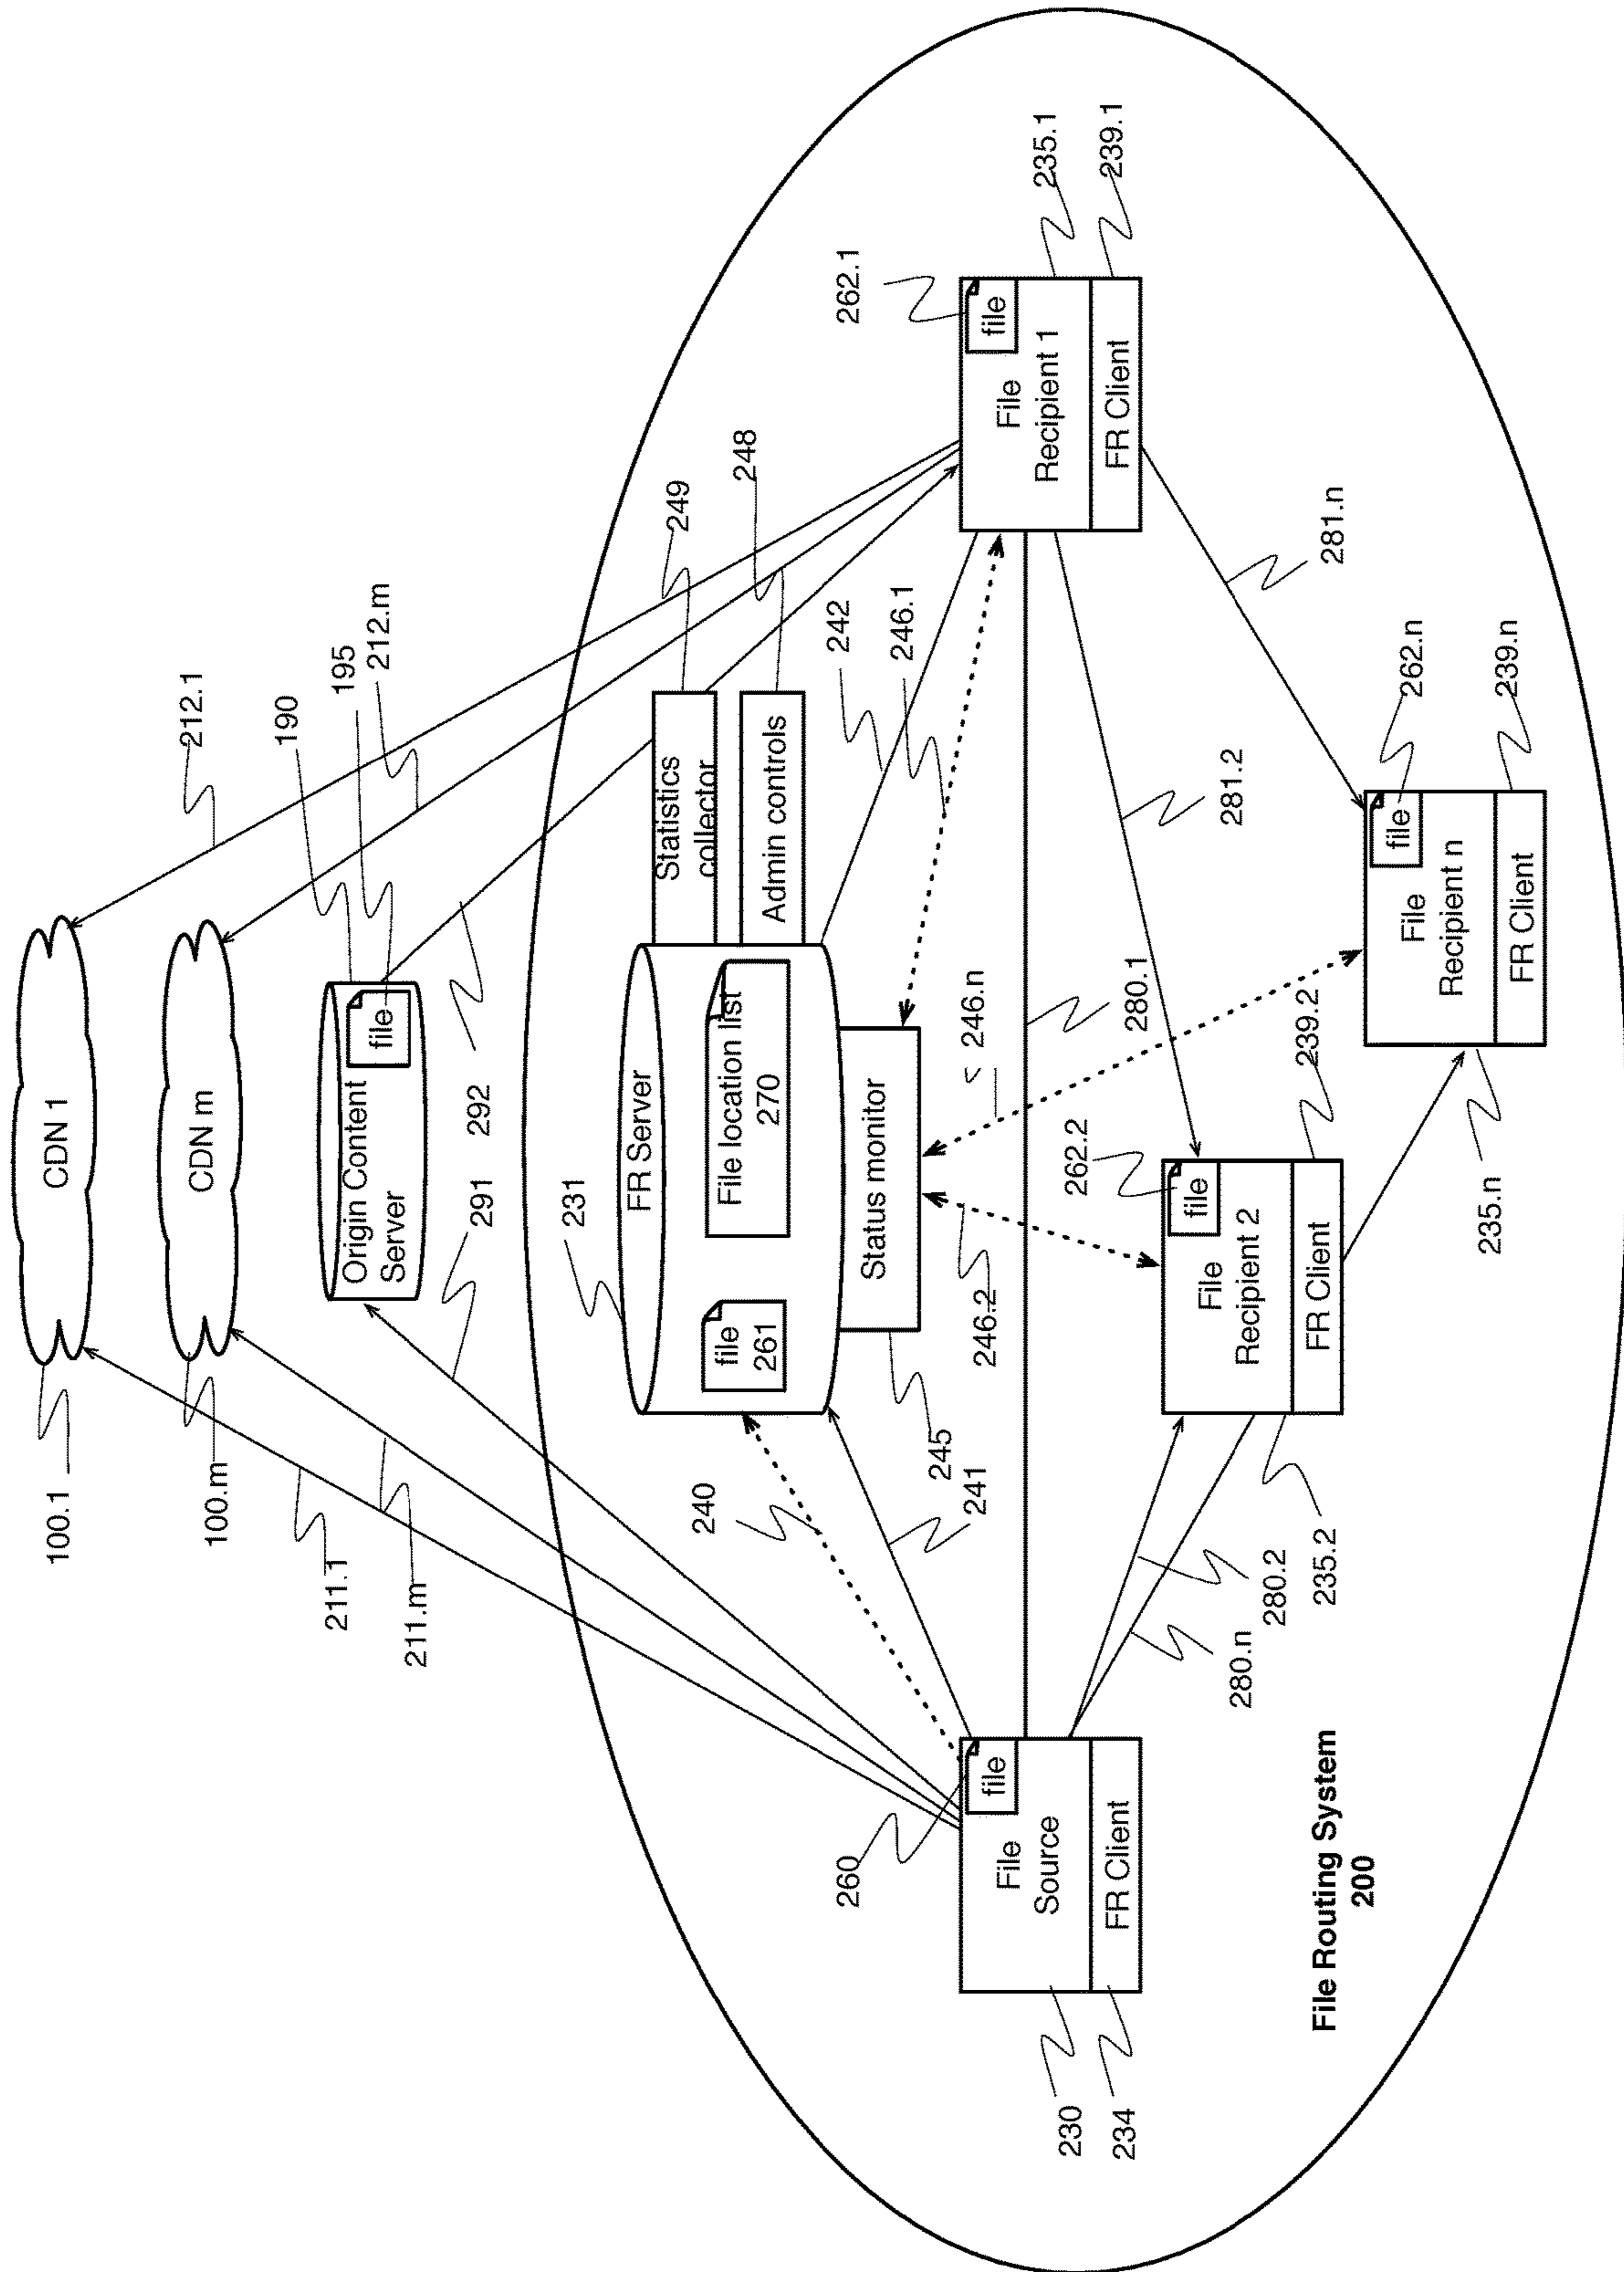 CDN 1
100.1
212.1
CDN m
100.m
211.1
211.m
190
195
212.m
Origin Content
Server
file
291
292
231
FR Server
file
261
File location list
270
Statistics
collector
249
Admin controls
248
Status monitor
240
241
245
242
246.1
246.2
246.n
260
file
File
Source
FR Client
230
234
262.1
file
File
Recipient 1
FR Client
235.1
239.1
280.1
281.2
281.n
262.2
file
File
Recipient 2
FR Client
239.2
235.2
280.2
280.n
file
262.n
File
Recipient n
FR Client
239.n
235.n
File Routing System
200